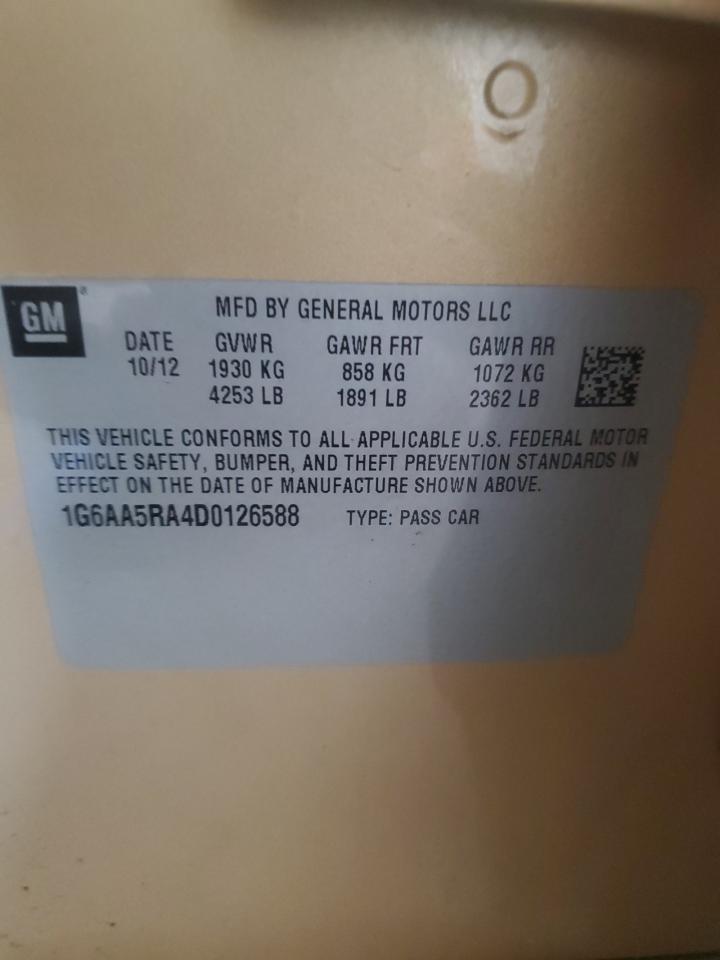 GM
MFD BY GENERAL MOTORS LLC
DATE GVWR GAWR FRT GAWR RR
10/12 1930 KG 858 KG 1072 KG
4253 LB 1891 LB 2362 LB
THIS VEHICLE CONFORMS TO ALL APPLICABLE U.S. FEDERAL MOTOR
VEHICLE SAFETY, BUMPER, AND THEFT PREVENTION STANDARDS IN
EFFECT ON THE DATE OF MANUFACTURE SHOWN ABOVE.
1G6AA5RA4D0126588 TYPE: PASS CAR